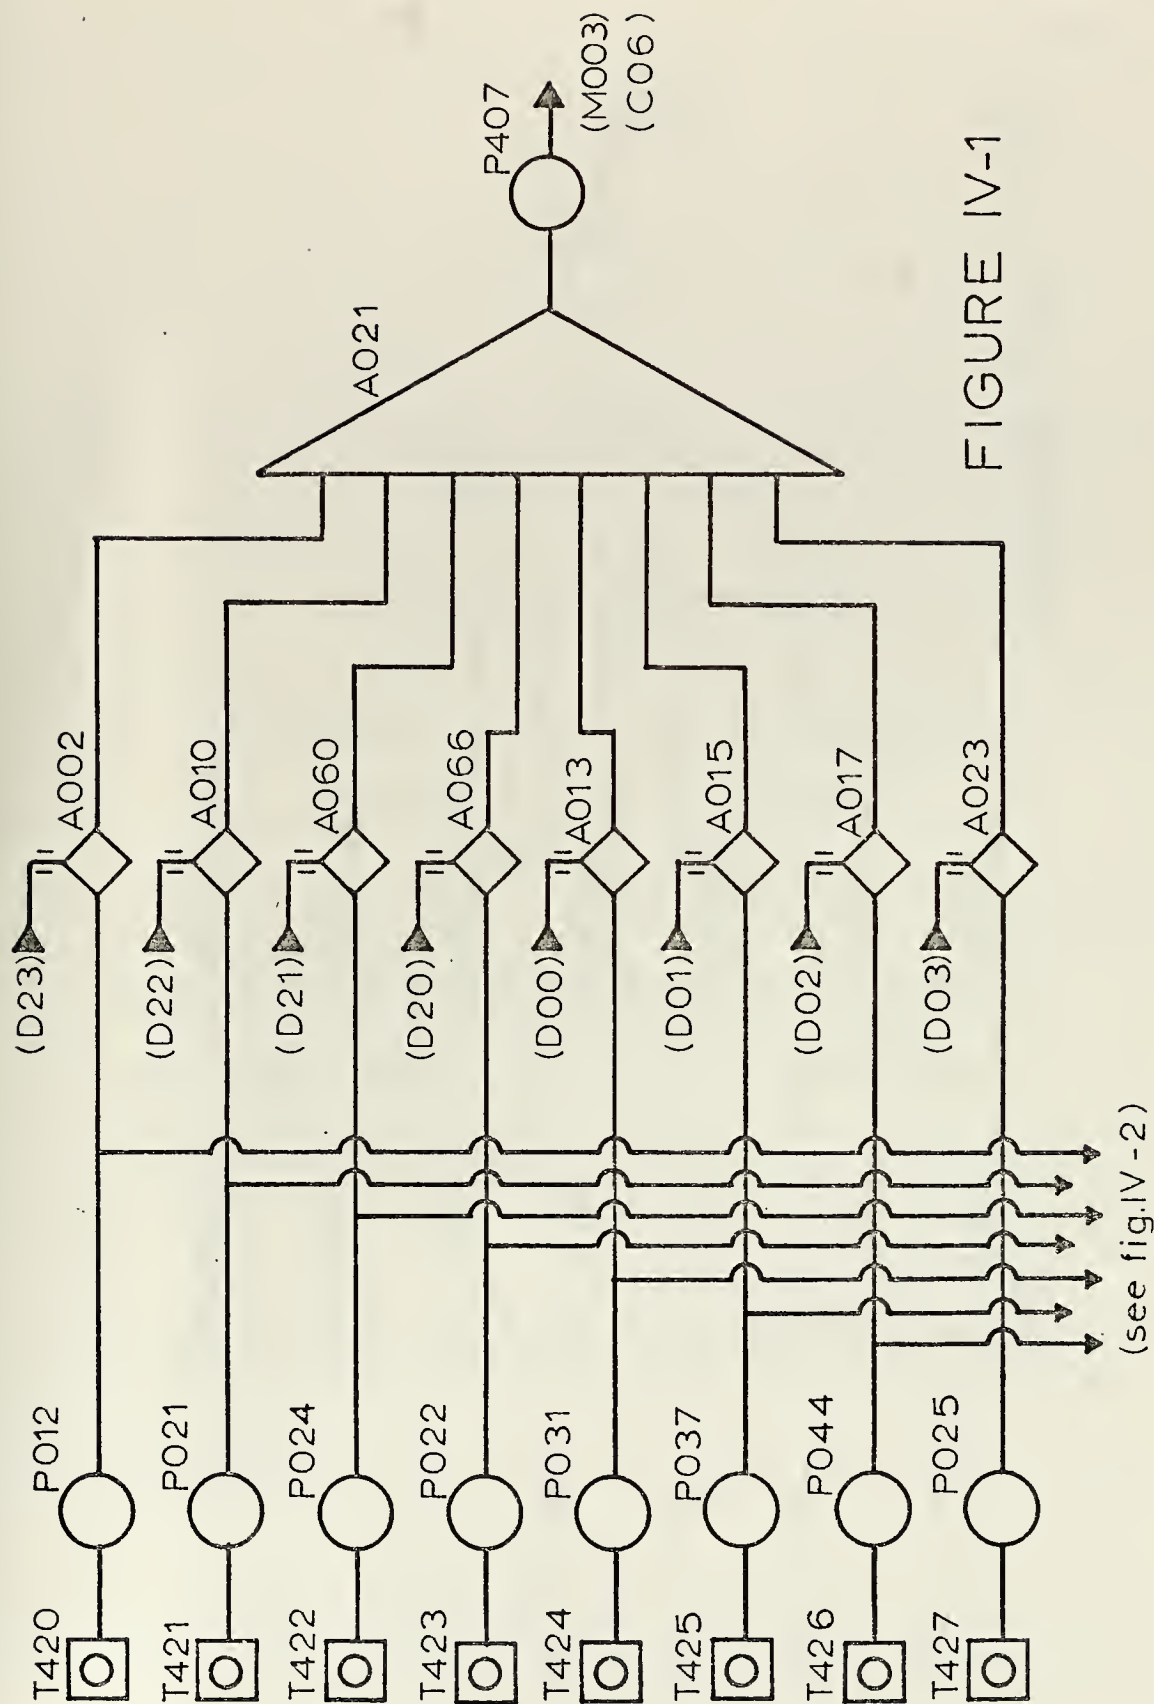 T420
P012
(D23)
A002
T421
P021
(D22)
A010
T422
P024
(D21)
A060
T423
P022
(D20)
A066
T424
P031
(D00)
A013
T425
P037
(D01)
A015
T426
P044
(D02)
A017
T427
P025
(D03)
A023
A021
P407
(M003)
(C06)
(see fig.IV-2)
FIGURE IV-1